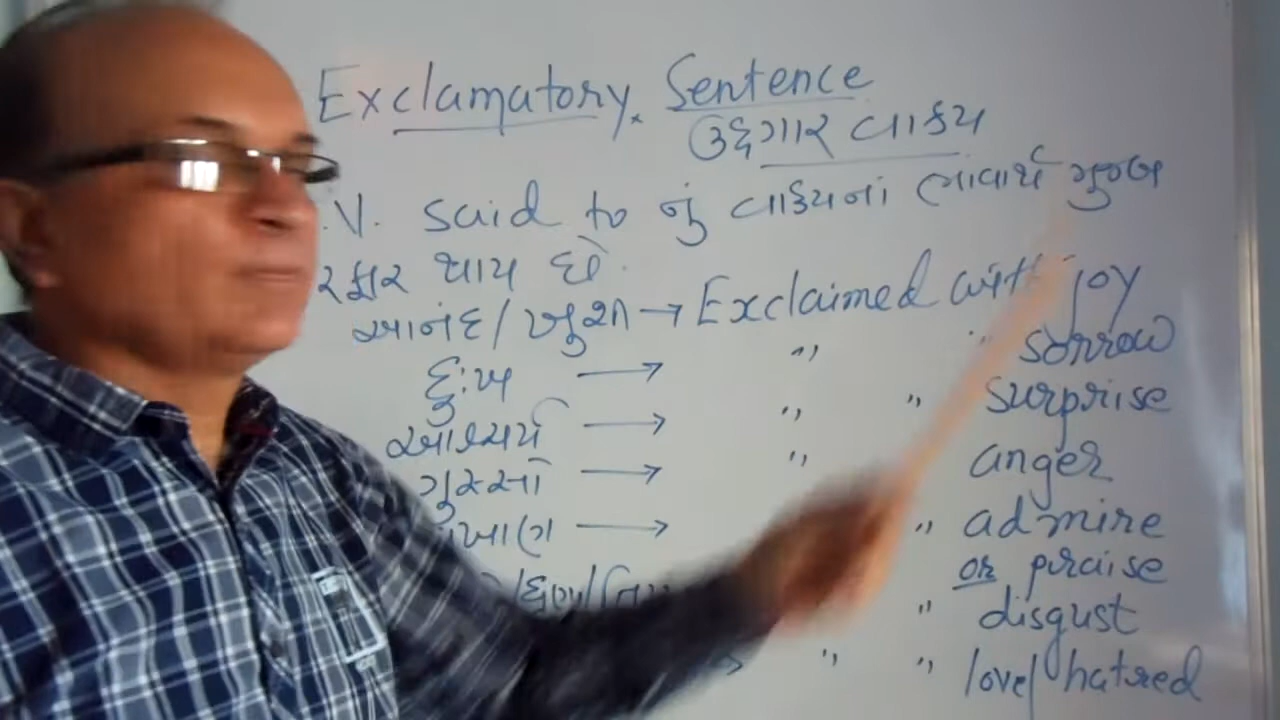 Exclamatory Sentence
ઉદ્દગાર વાક્ય
.V. said to નું વાક્યનાં ભાવાર્થ મુજબ
થાય છે.
આનંદ/ખુશી → Exclaimed with joy
દુઃખ → " " sorrow
આશ્ચર્ય → " " surprise
ગુસ્સો → " anger
→ " admire
or praise
" disgust
→ " " love/hatred